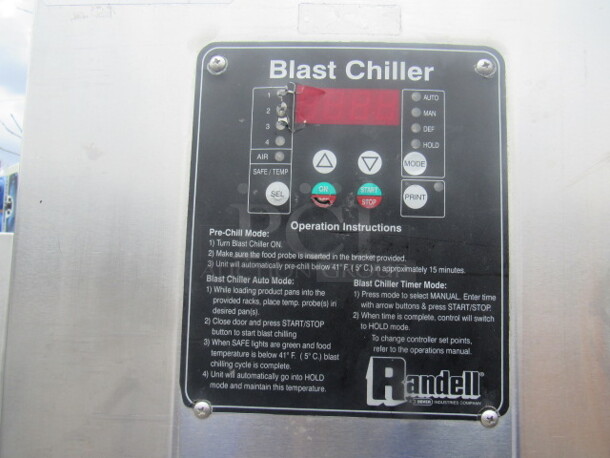 Blast Chiller
1
2
3
4
AIR
SAFE / TEMP
SEL
AUTO
MAN
DEF
HOLD
MODE
ON
START
STOP
PRINT
Operation Instructions
Pre-Chill Mode:
1) Turn Blast Chiller ON.
2) Make sure the food probe is inserted in the bracket provided.
3) Unit will automatically pre-chill below 41° F. ( 5° C.) in approximately 15 minutes.
Blast Chiller Auto Mode:
1) While loading product pans into the
provided racks, place temp. probe(s) in
desired pan(s).
2) Close door and press START/STOP
button to start blast chilling
3) When SAFE lights are green and food
temperature is below 41° F. ( 5° C.) blast
chilling cycle is complete.
4) Unit will automatically go into HOLD
mode and maintain this temperature.
Blast Chiller Timer Mode:
1) Press mode to select MANUAL. Enter time
with arrow buttons & press START/STOP.
2) When time is complete, control will switch
to HOLD mode.
To change controller set points,
refer to the operations manual.
Randell
INDUSTRIES COMPANY